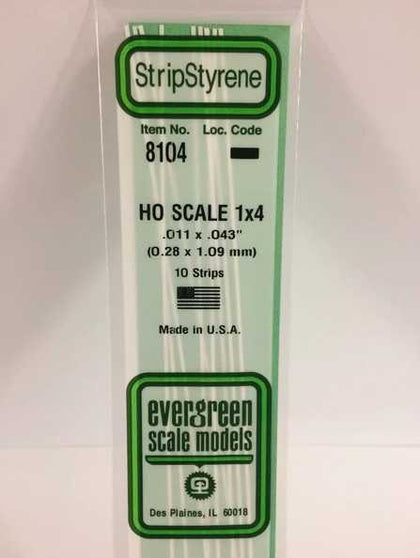 StripStyrene
Item No. Loc. Code
8104
HO SCALE 1x4
.011 x .043"
(0.28 x 1.09 mm)
10 Strips
Made in U.S.A.
evergreen
scale models
Des Plaines, IL 60018